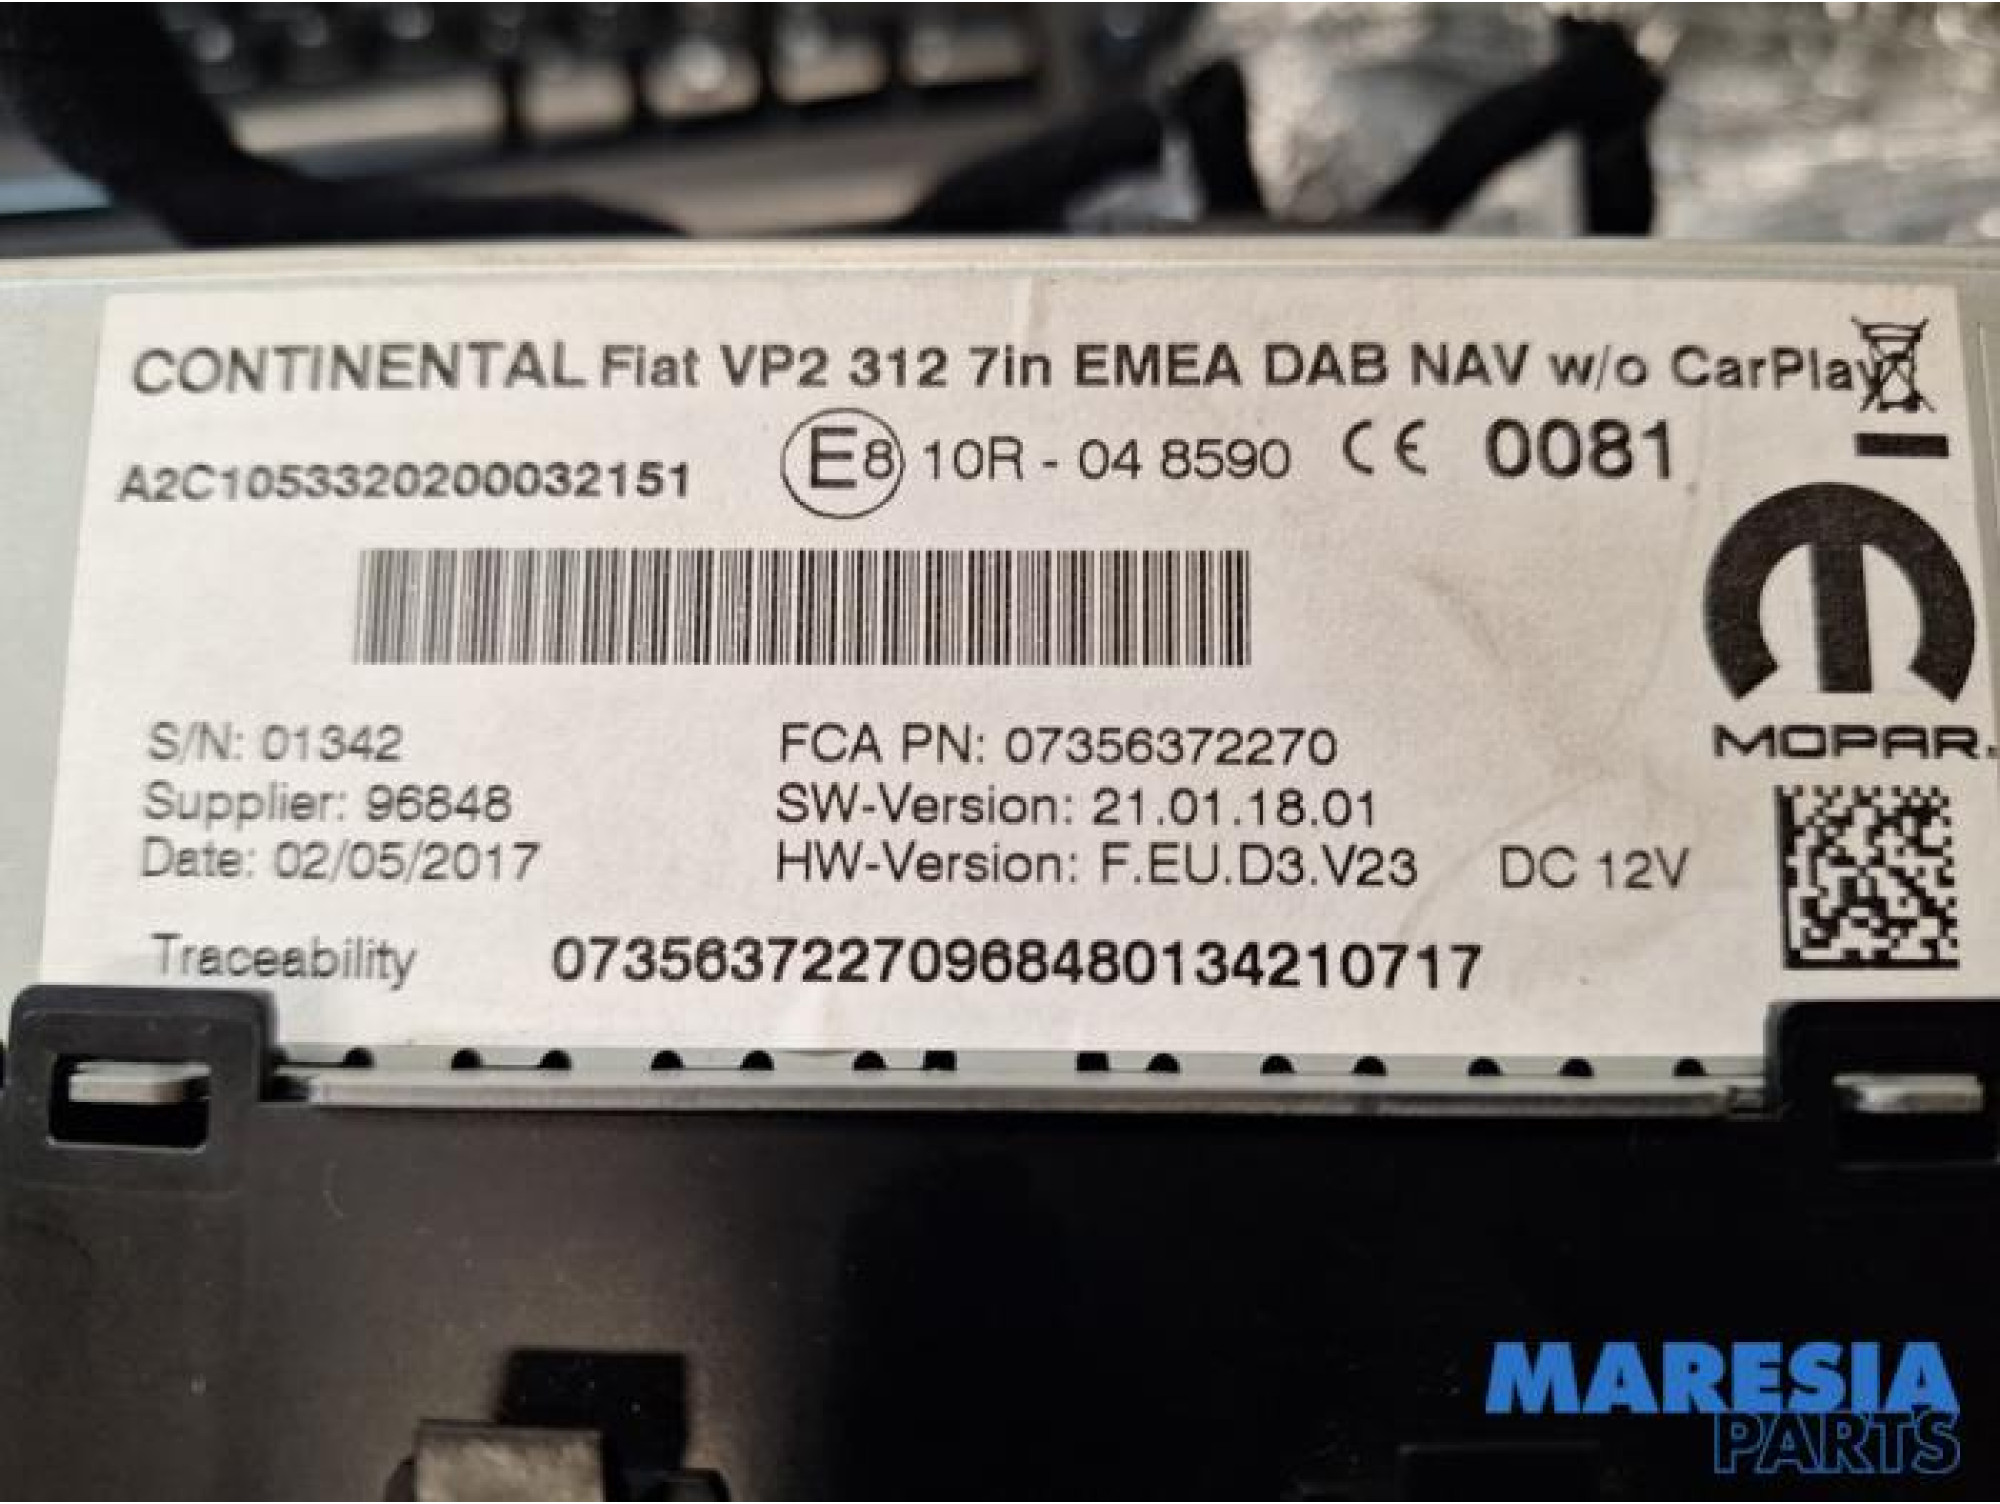 CONTINENTAL Fiat VP2 312 7in EMEA DAB NAV w/o CarPlay
A2C1053320200032151
E8 10R - 04 8590 CE 0081
S/N: 01342
Supplier: 96848
Date: 02/05/2017
FCA PN: 07356372270
SW-Version: 21.01.18.01
HW-Version: F.EU.D3.V23 DC 12V
MOPAR.
Traceability 07356372270968480134210717
MARESIA
PARTS